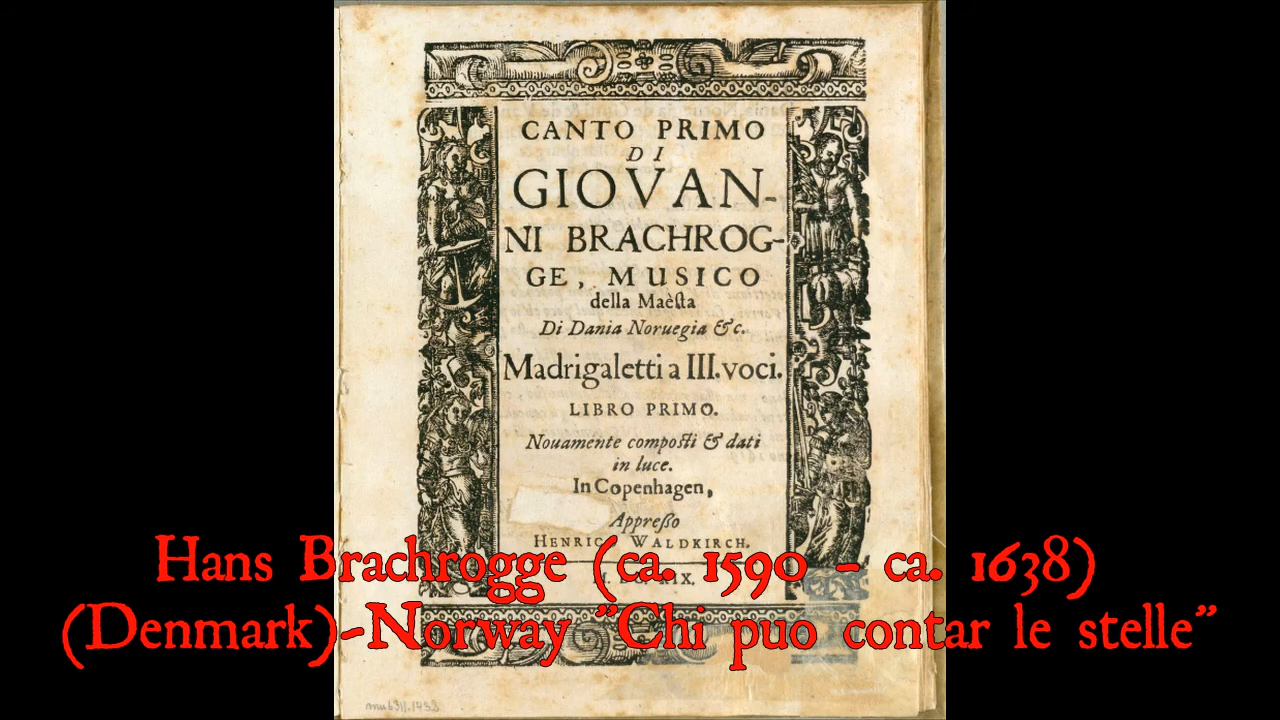 CANTO PRIMO
DI
GIOVAN-
NI BRACHROG-
GE, MUSICO
della Maèſta
Di Dania Noruegia &c.
Madrigaletti a III. voci.
LIBRO PRIMO.
Nouamente compoſti & dati
in luce.
In Copenhagen,
Appreſſo
WALDKIRCH.
Hans Brachrogge (ca. 1590 - ca. 1638)
(Denmark)-Norway "Chi puo contar le stelle"